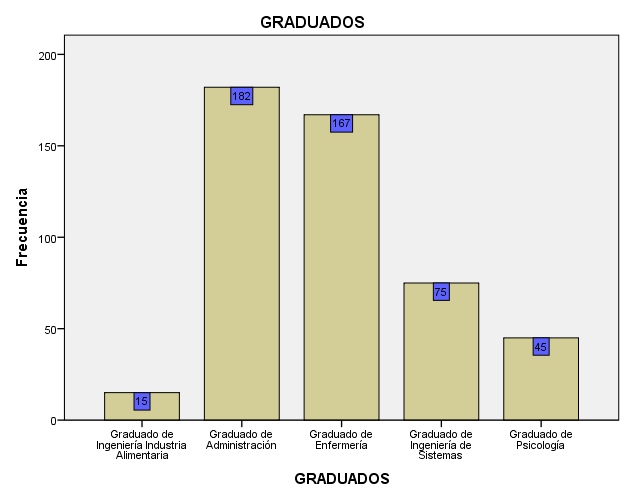 GRADUADOS
200
150
100
50
0
Frecuencia
182
167
75
45
15
Graduado de
Ingeniería Industria
Alimentaria
Graduado de
Administración
Graduado de
Enfermería
Graduado de
Ingeniería de
Sistemas
Graduado de
Psicología
GRADUADOS